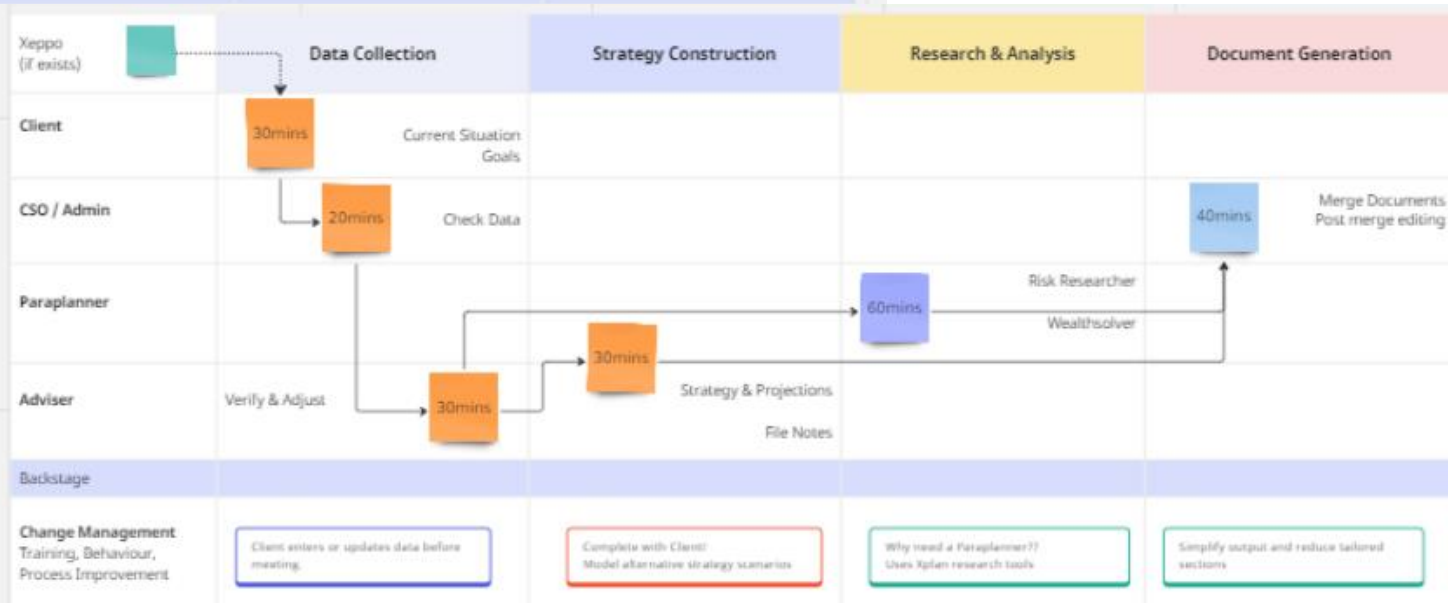 Xeppo
(if exists)
Data Collection
Strategy Construction
Research & Analysis
Document Generation
Client
30mins
Current Situation
Goals
CSO / Admin
20mins
Check Data
40mins
Merge Documents
Post merge editing
Paraplanner
60mins
Risk Researcher
Wealthsolver
30mins
Adviser
Verify & Adjust
30mins
Strategy & Projections
File Notes
Backstage
Change Management
Training, Behaviour,
Process Improvement
Client enters or updates data before
meeting.
Complete with Client!
Model alternative strategy scenarios
Why need a Paraplanner??
Uses Xplan research tools
Simplify output and reduce tailored
sections